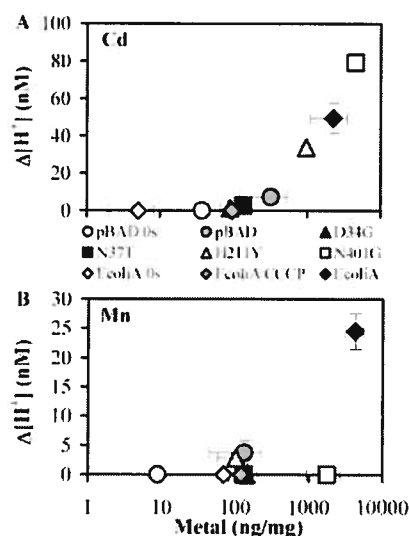 A
Cd
100
80
60
40
20
0
Δ[H⁺] (nM)
pBAD 0s pBAD D34G
N37T H211Y N401G
EcoliA 0s EcoliA CCCP EcoliA
B
Mn
30
25
20
15
10
5
0
Δ[H⁺] (nM)
1 10 100 1000 10000
Metal (ng/mg)